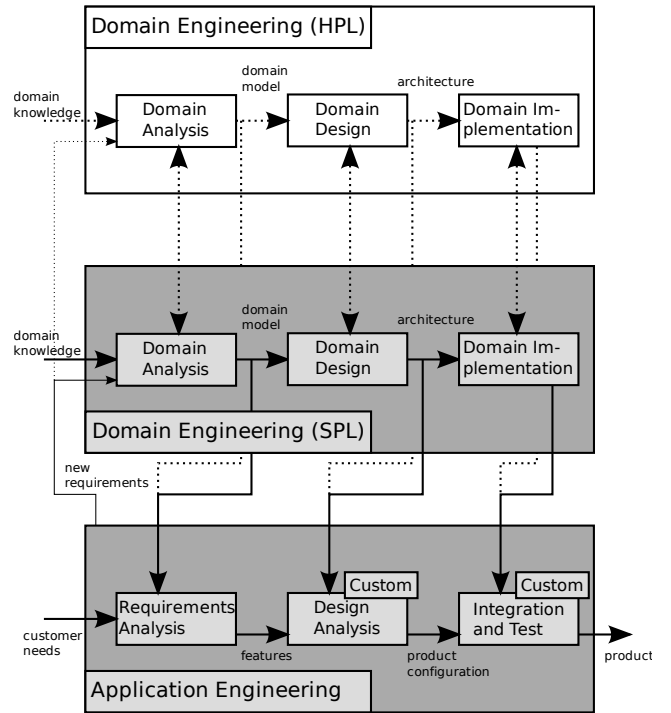 Domain Engineering (HPL)
domain
knowledge
Domain
Analysis
domain
model
Domain
Design
architecture
Domain Im-
plementation
domain
knowledge
Domain
Analysis
domain
model
Domain
Design
architecture
Domain Im-
plementation
Domain Engineering (SPL)
new
requirements
customer
needs
Requirements
Analysis
features
Custom
Design
Analysis
product
configuration
Custom
Integration
and Test
product
Application Engineering